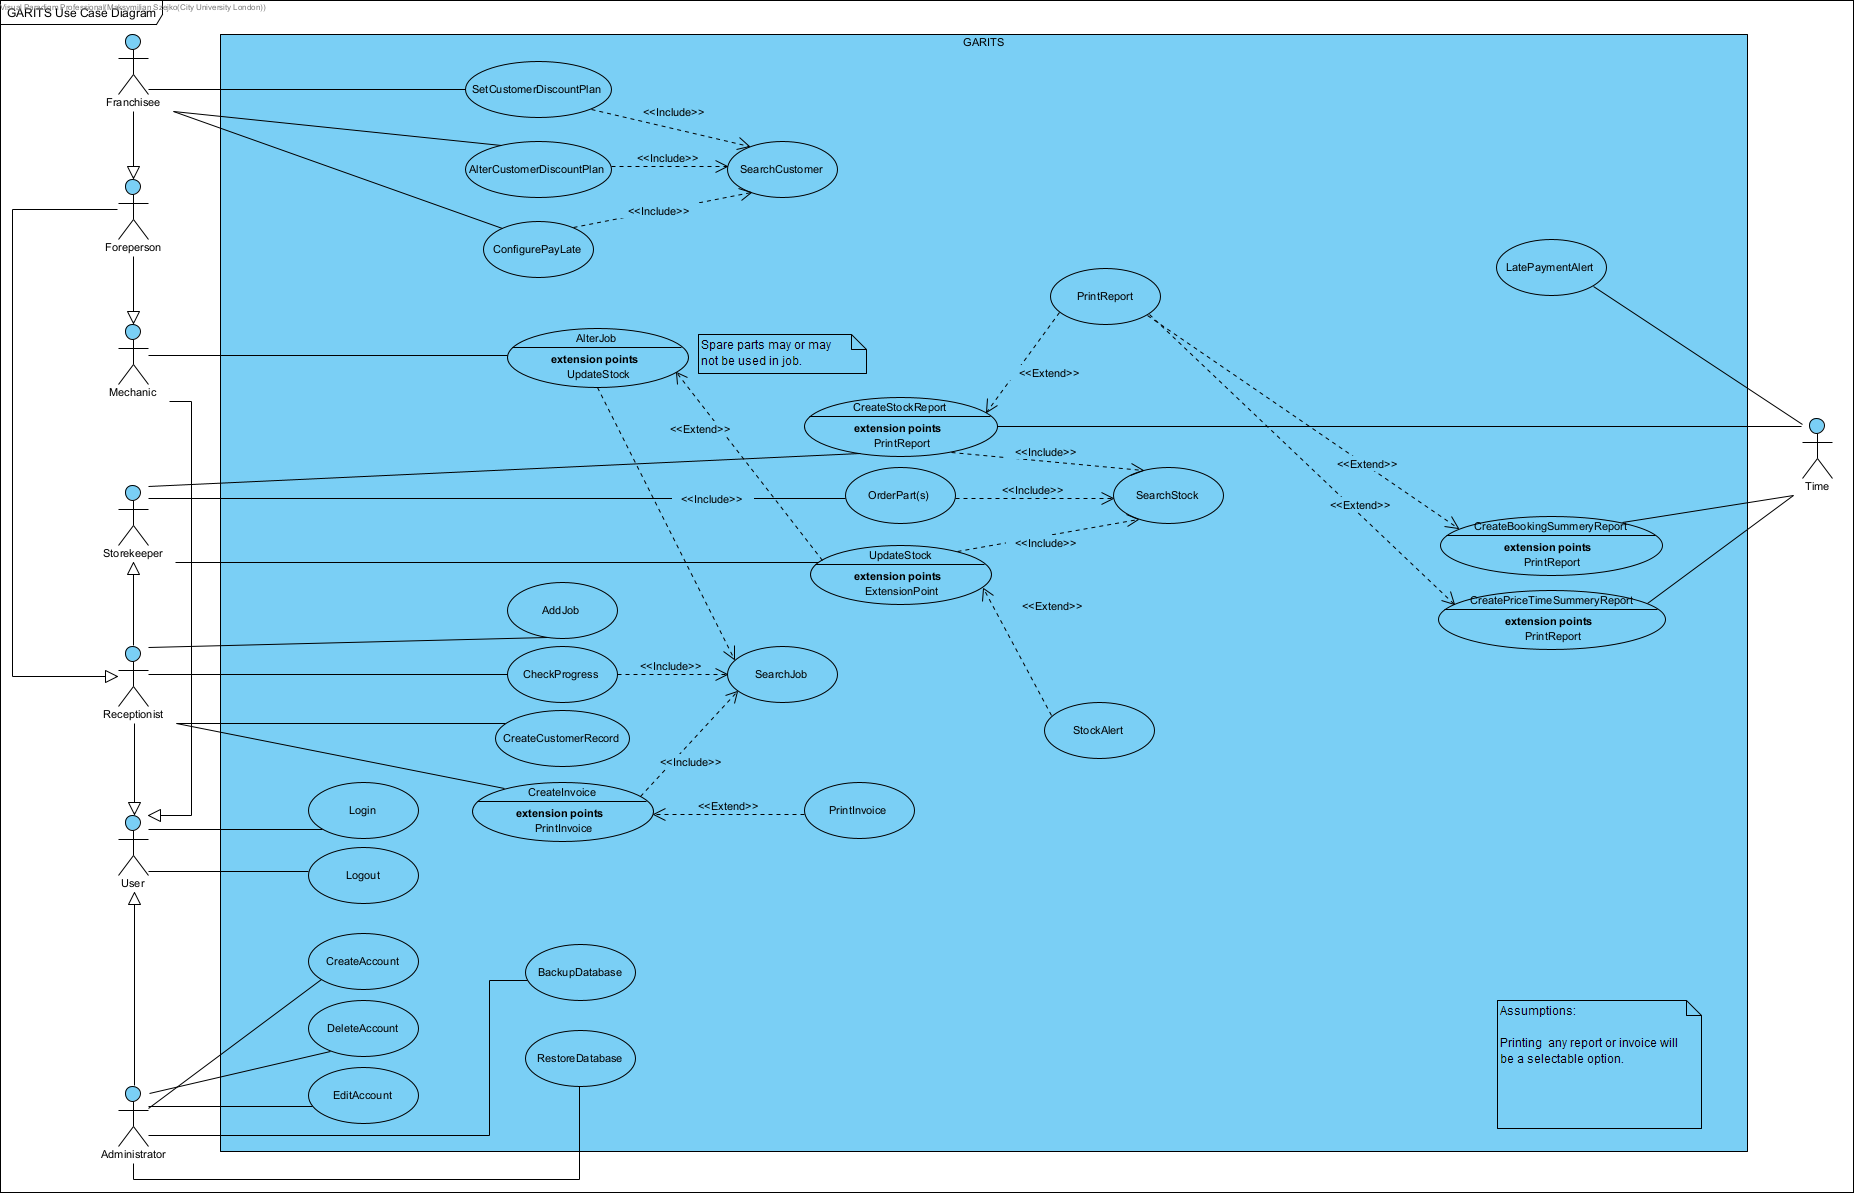 Visual Paradigm Professional(Maksymilian Szejko(City University London))
GARITS Use Case Diagram
GARITS
Franchisee
SetCustomerDiscountPlan
<<Include>>
AlterCustomerDiscountPlan
<<Include>>
SearchCustomer
<<Include>>
ConfigurePayLate
Foreperson
LatePaymentAlert
PrintReport
AlterJob
extension points
UpdateStock
Spare parts may or may
not be used in job.
<<Extend>>
Mechanic
CreateStockReport
extension points
PrintReport
<<Extend>>
<<Include>>
<<Extend>>
Time
Storekeeper
<<Include>>
OrderPart(s)
<<Include>>
SearchStock
<<Extend>>
CreateBookingSummeryReport
extension points
PrintReport
<<Include>>
UpdateStock
extension points
ExtensionPoint
<<Extend>>
CreatePriceTimeSummeryReport
extension points
PrintReport
AddJob
Receptionist
CheckProgress
<<Include>>
SearchJob
CreateCustomerRecord
StockAlert
<<Include>>
CreateInvoice
extension points
PrintInvoice
<<Extend>>
PrintInvoice
Login
User
Logout
CreateAccount
BackupDatabase
DeleteAccount
RestoreDatabase
EditAccount
Administrator
Assumptions:
Printing  any report or invoice will
be a selectable option.